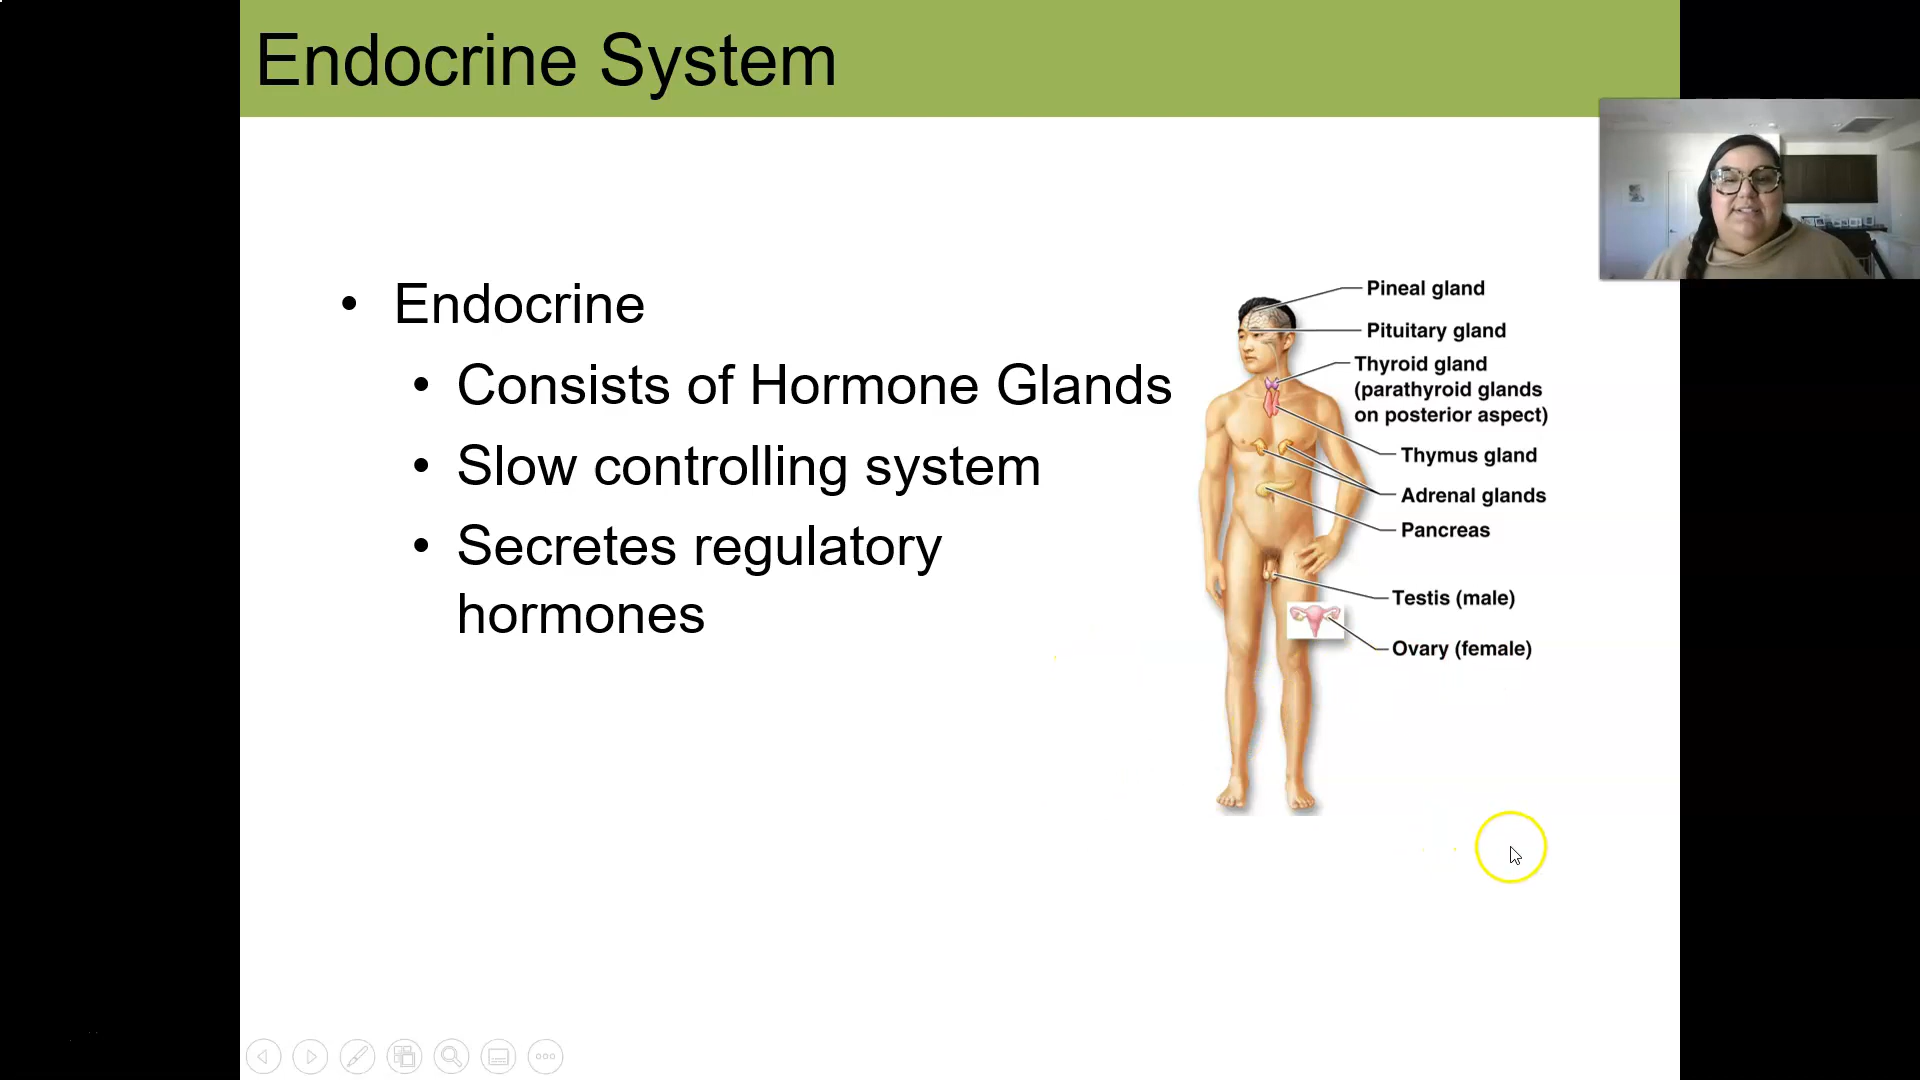 Endocrine System
• Endocrine
• Consists of Hormone Glands
• Slow controlling system
• Secretes regulatory
hormones
Pineal gland
Pituitary gland
Thyroid gland
(parathyroid glands
on posterior aspect)
Thymus gland
Adrenal glands
Pancreas
Testis (male)
Ovary (female)